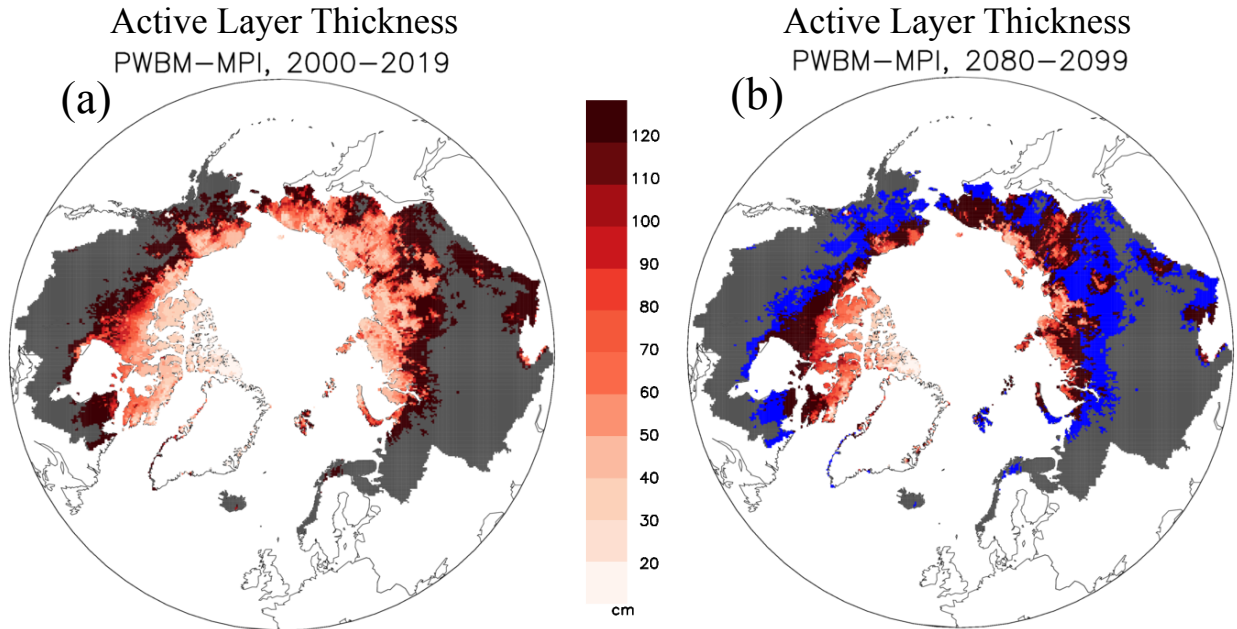 Active Layer Thickness
PWBM-MPI, 2000-2019
(a)
Active Layer Thickness
PWBM-MPI, 2080-2099
(b)
120
110
100
90
80
70
60
50
40
30
20
cm